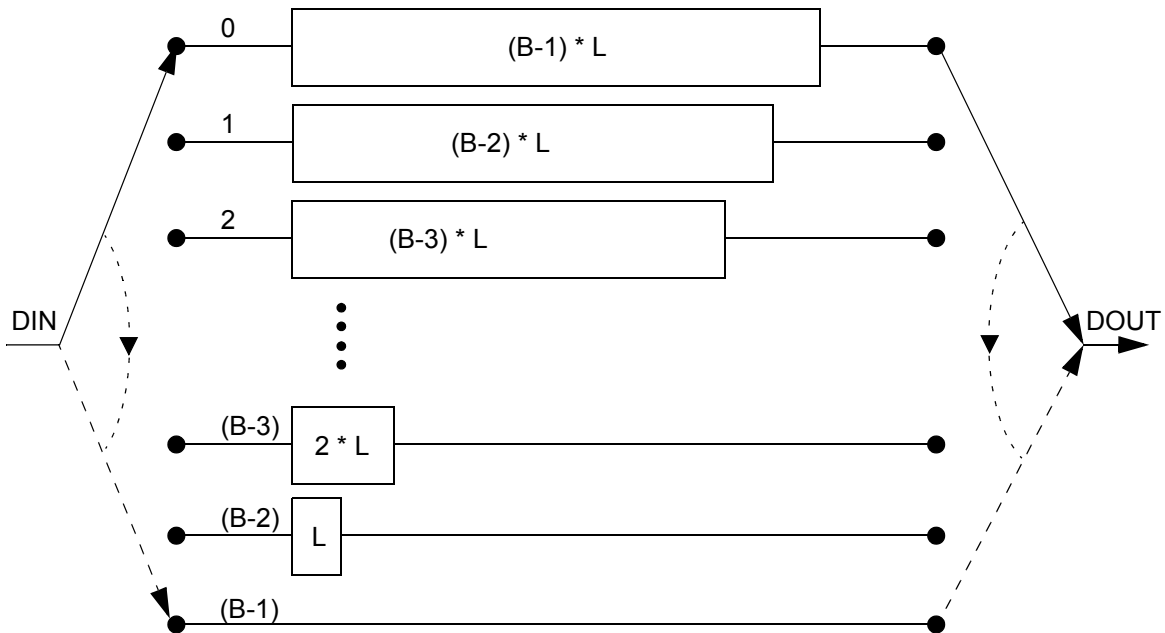 0
(B-1) * L
1
(B-2) * L
2
(B-3) * L
DIN
DOUT
(B-3)
2 * L
(B-2)
L
(B-1)